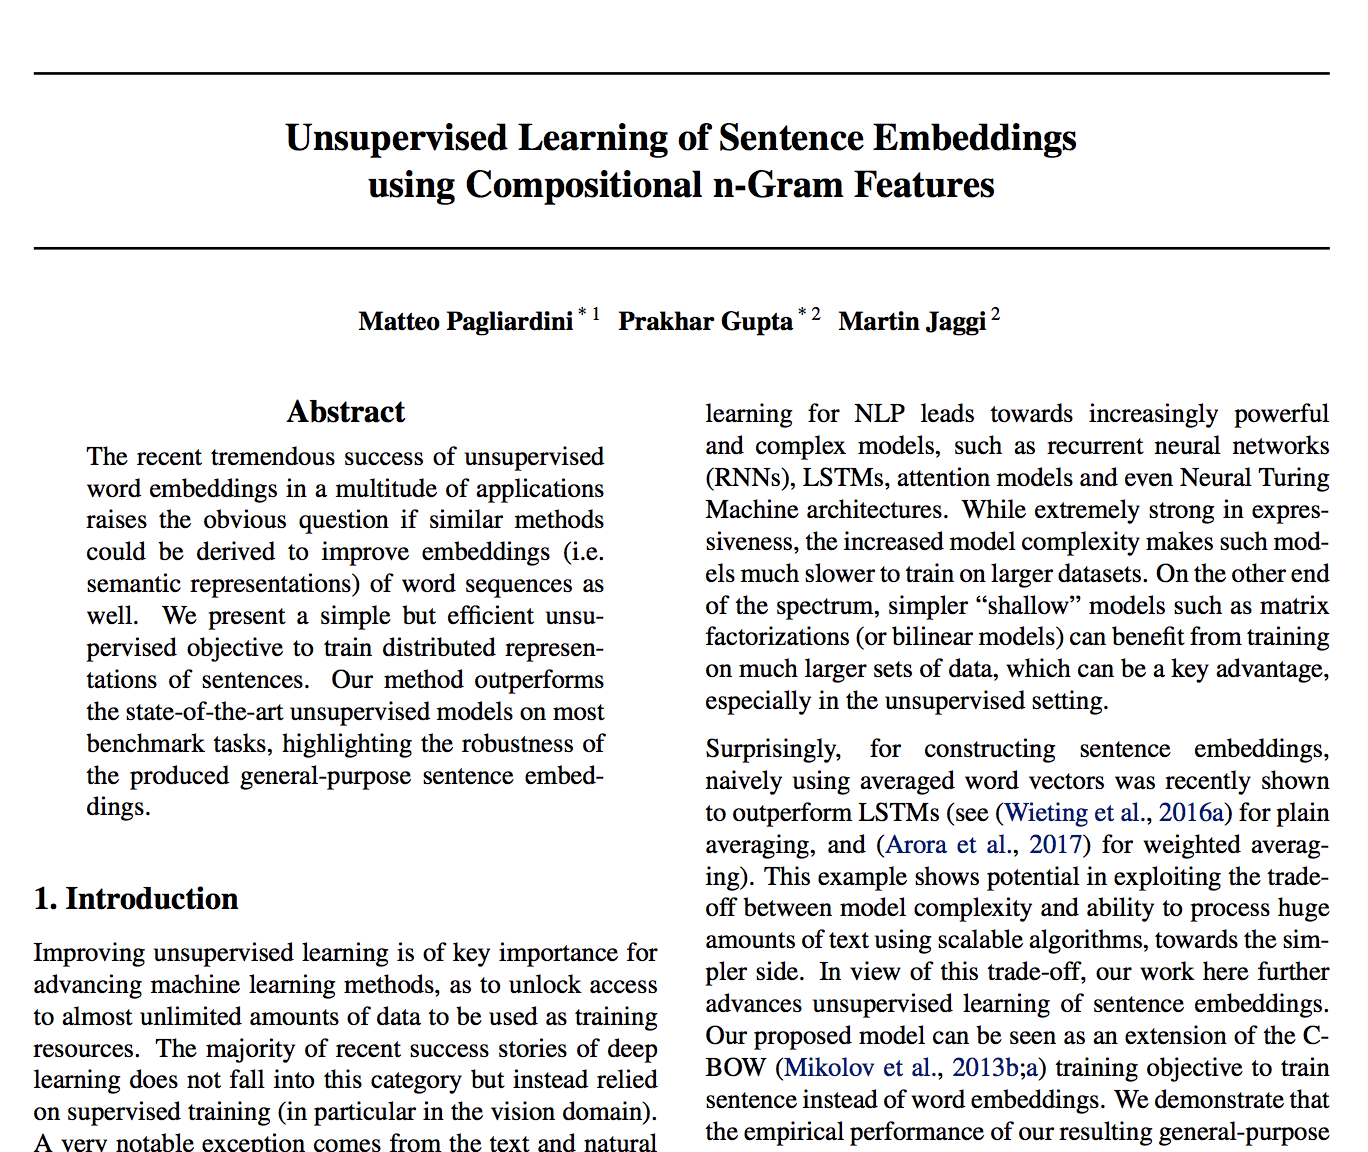 Unsupervised Learning of Sentence Embeddings
using Compositional n-Gram Features
Matteo Pagliardini * 1 Prakhar Gupta * 2 Martin Jaggi 2
Abstract
The recent tremendous success of unsupervised
word embeddings in a multitude of applications
raises the obvious question if similar methods
could be derived to improve embeddings (i.e.
semantic representations) of word sequences as
well. We present a simple but efficient unsu-
pervised objective to train distributed represen-
tations of sentences. Our method outperforms
the state-of-the-art unsupervised models on most
benchmark tasks, highlighting the robustness of
the produced general-purpose sentence embed-
dings.
1. Introduction
Improving unsupervised learning is of key importance for
advancing machine learning methods, as to unlock access
to almost unlimited amounts of data to be used as training
resources. The majority of recent success stories of deep
learning does not fall into this category but instead relied
on supervised training (in particular in the vision domain).
A very notable exception comes from the text and natural
learning for NLP leads towards increasingly powerful
and complex models, such as recurrent neural networks
(RNNs), LSTMs, attention models and even Neural Turing
Machine architectures. While extremely strong in expres-
siveness, the increased model complexity makes such mod-
els much slower to train on larger datasets. On the other end
of the spectrum, simpler “shallow” models such as matrix
factorizations (or bilinear models) can benefit from training
on much larger sets of data, which can be a key advantage,
especially in the unsupervised setting.
Surprisingly, for constructing sentence embeddings,
naively using averaged word vectors was recently shown
to outperform LSTMs (see (Wieting et al., 2016a) for plain
averaging, and (Arora et al., 2017) for weighted averag-
ing). This example shows potential in exploiting the trade-
off between model complexity and ability to process huge
amounts of text using scalable algorithms, towards the sim-
pler side. In view of this trade-off, our work here further
advances unsupervised learning of sentence embeddings.
Our proposed model can be seen as an extension of the C-
BOW (Mikolov et al., 2013b;a) training objective to train
sentence instead of word embeddings. We demonstrate that
the empirical performance of our resulting general-purpose